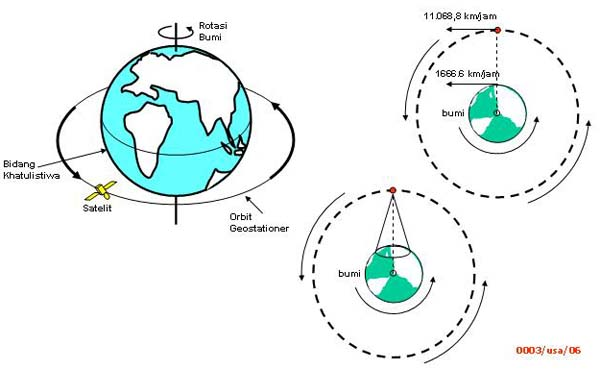 Rotasi
Bumi
Bidang
Khatulistiwa
Satelit
Orbit
Geostationer
11.068,8 km/jam
1666.6 km/jam
bumi
bumi
0003/usa/06